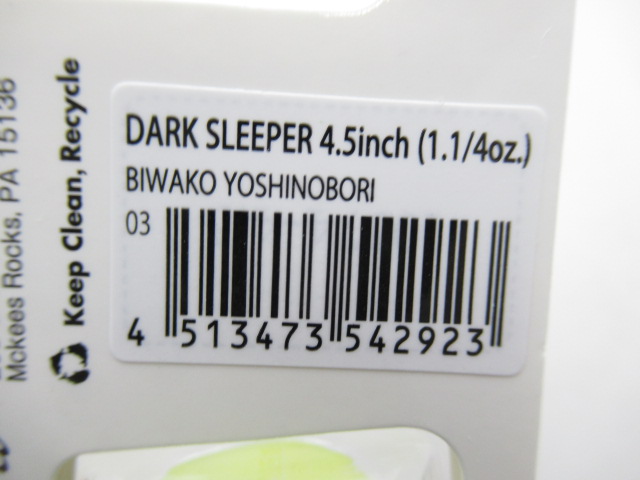 DARK SLEEPER 4.5inch (1.1/4oz.)
BIWAKO YOSHINOBORI
03
4 513473 542923
Keep Clean, Recycle
Mckees Rocks, PA 15136